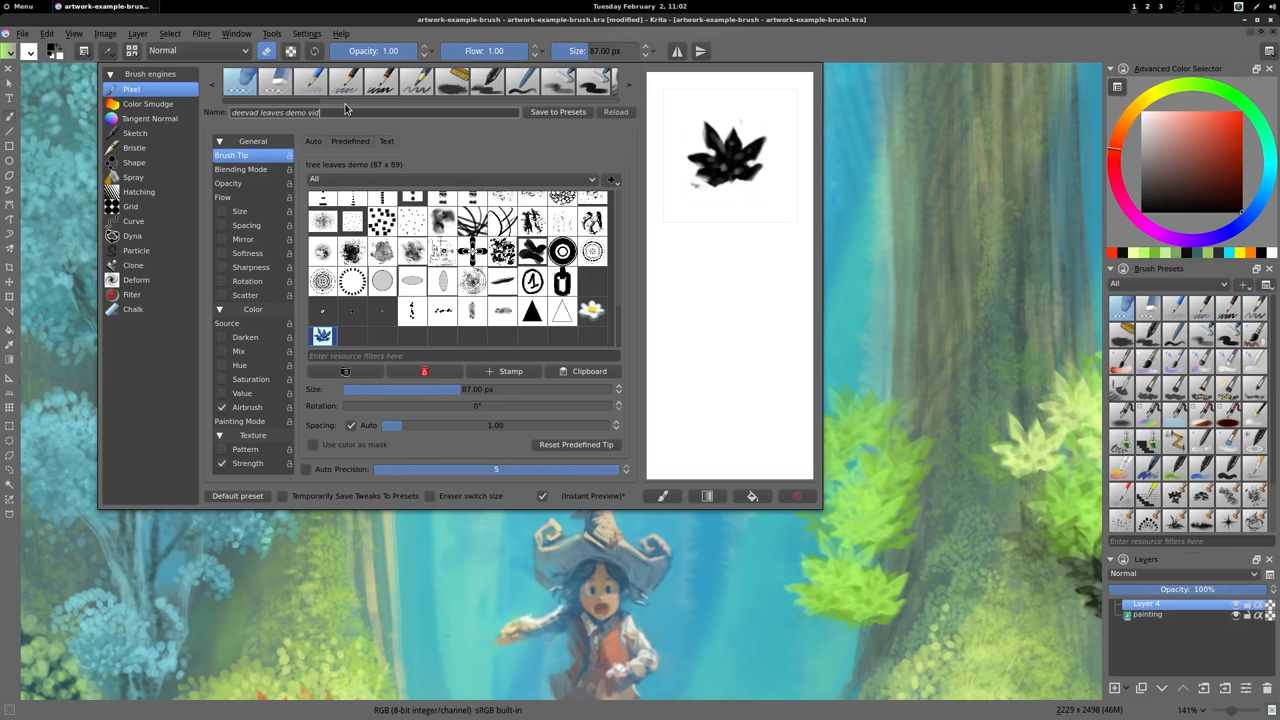 Menu
artwork-example-brus...
Tuesday February 2, 11:02
1 2 3
artwork-example-brush - artwork-example-brush.kra [modified] - Krita - [artwork-example-brush - artwork-example-brush.kra]
File Edit View Image Layer Select Filter Window Tools Settings Help
Normal
Opacity: 1.00
Flow: 1.00
Size: 87.00 px
Brush engines
Pixel
Color Smudge
Tangent Normal
Sketch
Bristle
Shape
Spray
Hatching
Grid
Curve
Dyna
Particle
Clone
Deform
Filter
Chalk
< >
Name: deevad leaves demo vid
Save to Presets
Reload
General
Brush Tip
Blending Mode
Opacity
Flow
Size
Spacing
Mirror
Softness
Sharpness
Rotation
Scatter
Color
Source
Darken
Mix
Hue
Saturation
Value
Airbrush
Painting Mode
Texture
Pattern
Strength
Auto Predefined Text
tree leaves demo (87 x 89)
All
Enter resource filters here
Stamp
Clipboard
Size: 87.00 px
Rotation: 0°
Spacing: Auto 1.00
Use color as mask
Reset Predefined Tip
Auto Precision: 5
Default preset
Temporarily Save Tweaks To Presets
Eraser switch size
(Instant Preview)*
Advanced Color Selector
Brush Presets
All
Enter resource filters here
Layers
Normal
Opacity: 100%
Layer 4
painting
RGB (8-bit integer/channel) sRGB built-in
2229 x 2498 (46M)
141%